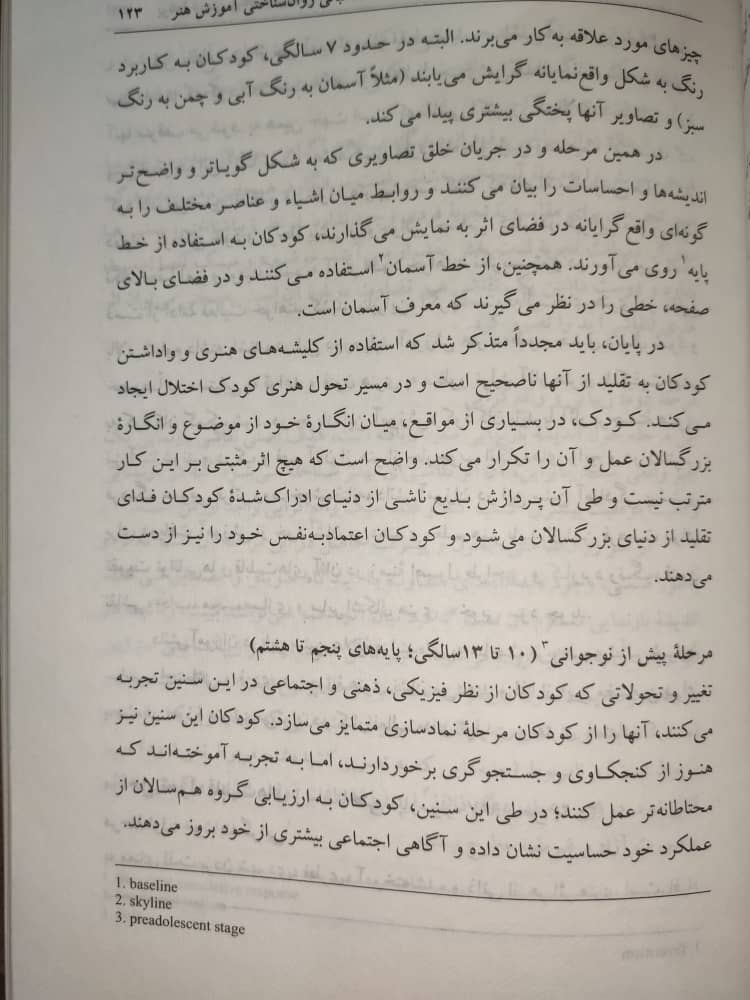 روان‌شناختی آموزش هنر ۱۲۳
چیزهای مورد علاقه به کار می‌برند. البته در حدود ۷ سالگی، کودکان به کاربرد
رنگ به شکل واقع‌نمایانه گرایش می‌یابند (مثلاً آسمان به رنگ آبی و چمن به رنگ
سبز) و تصاویر آنها پختگی بیشتری پیدا می‌کند.
در همین مرحله و در جریان خلق تصاویری که به شکل گویاتر و واضح‌تر
اندیشه‌ها و احساسات را بیان می‌کنند و روابط میان اشیاء و عناصر مختلف را به
گونه‌ای واقع‌گرایانه در فضای اثر به نمایش می‌گذارند، کودکان به استفاده از خط
پایه۱ روی می‌آورند. همچنین، از خط آسمان۲ استفاده می‌کنند و در فضای بالای
صفحه، خطی را در نظر می‌گیرند که معرف آسمان است.
در پایان، باید مجدداً متذکر شد که استفاده از کلیشه‌های هنری و واداشتن
کودکان به تقلید از آنها ناصحیح است و در مسیر تحول هنری کودک اختلال ایجاد
می‌کند. کودک، در بسیاری از مواقع، میان انگارهٔ خود از موضوع و انگارهٔ
بزرگسالان عمل و آن را تکرار می‌کند. واضح است که هیچ اثر مثبتی بر این کار
مترتب نیست و طی آن پردازش بدیع ناشی از دنیای ادراک‌شدهٔ کودکان فدای
تقلید از دنیای بزرگسالان می‌شود و کودکان اعتمادبه‌نفس خود را نیز از دست
می‌دهند.
مرحلهٔ پیش از نوجوانی۳ (۱۰ تا ۱۳سالگی؛ پایه‌های پنجم تا هشتم)
تغییر و تحولاتی که کودکان از نظر فیزیکی، ذهنی و اجتماعی در این سنین تجربه
می‌کنند، آنها را از کودکان مرحلهٔ نمادسازی متمایز می‌سازد. کودکان این سنین نیز
هنوز از کنجکاوی و جستجوگری برخوردارند، اما به تجربه آموخته‌اند که
محتاطانه‌تر عمل کنند؛ در طی این سنین، کودکان به ارزیابی گروه هم‌سالان از
عملکرد خود حساسیت نشان داده و آگاهی اجتماعی بیشتری از خود بروز می‌دهند.
1. baseline
2. skyline
3. preadolescent stage